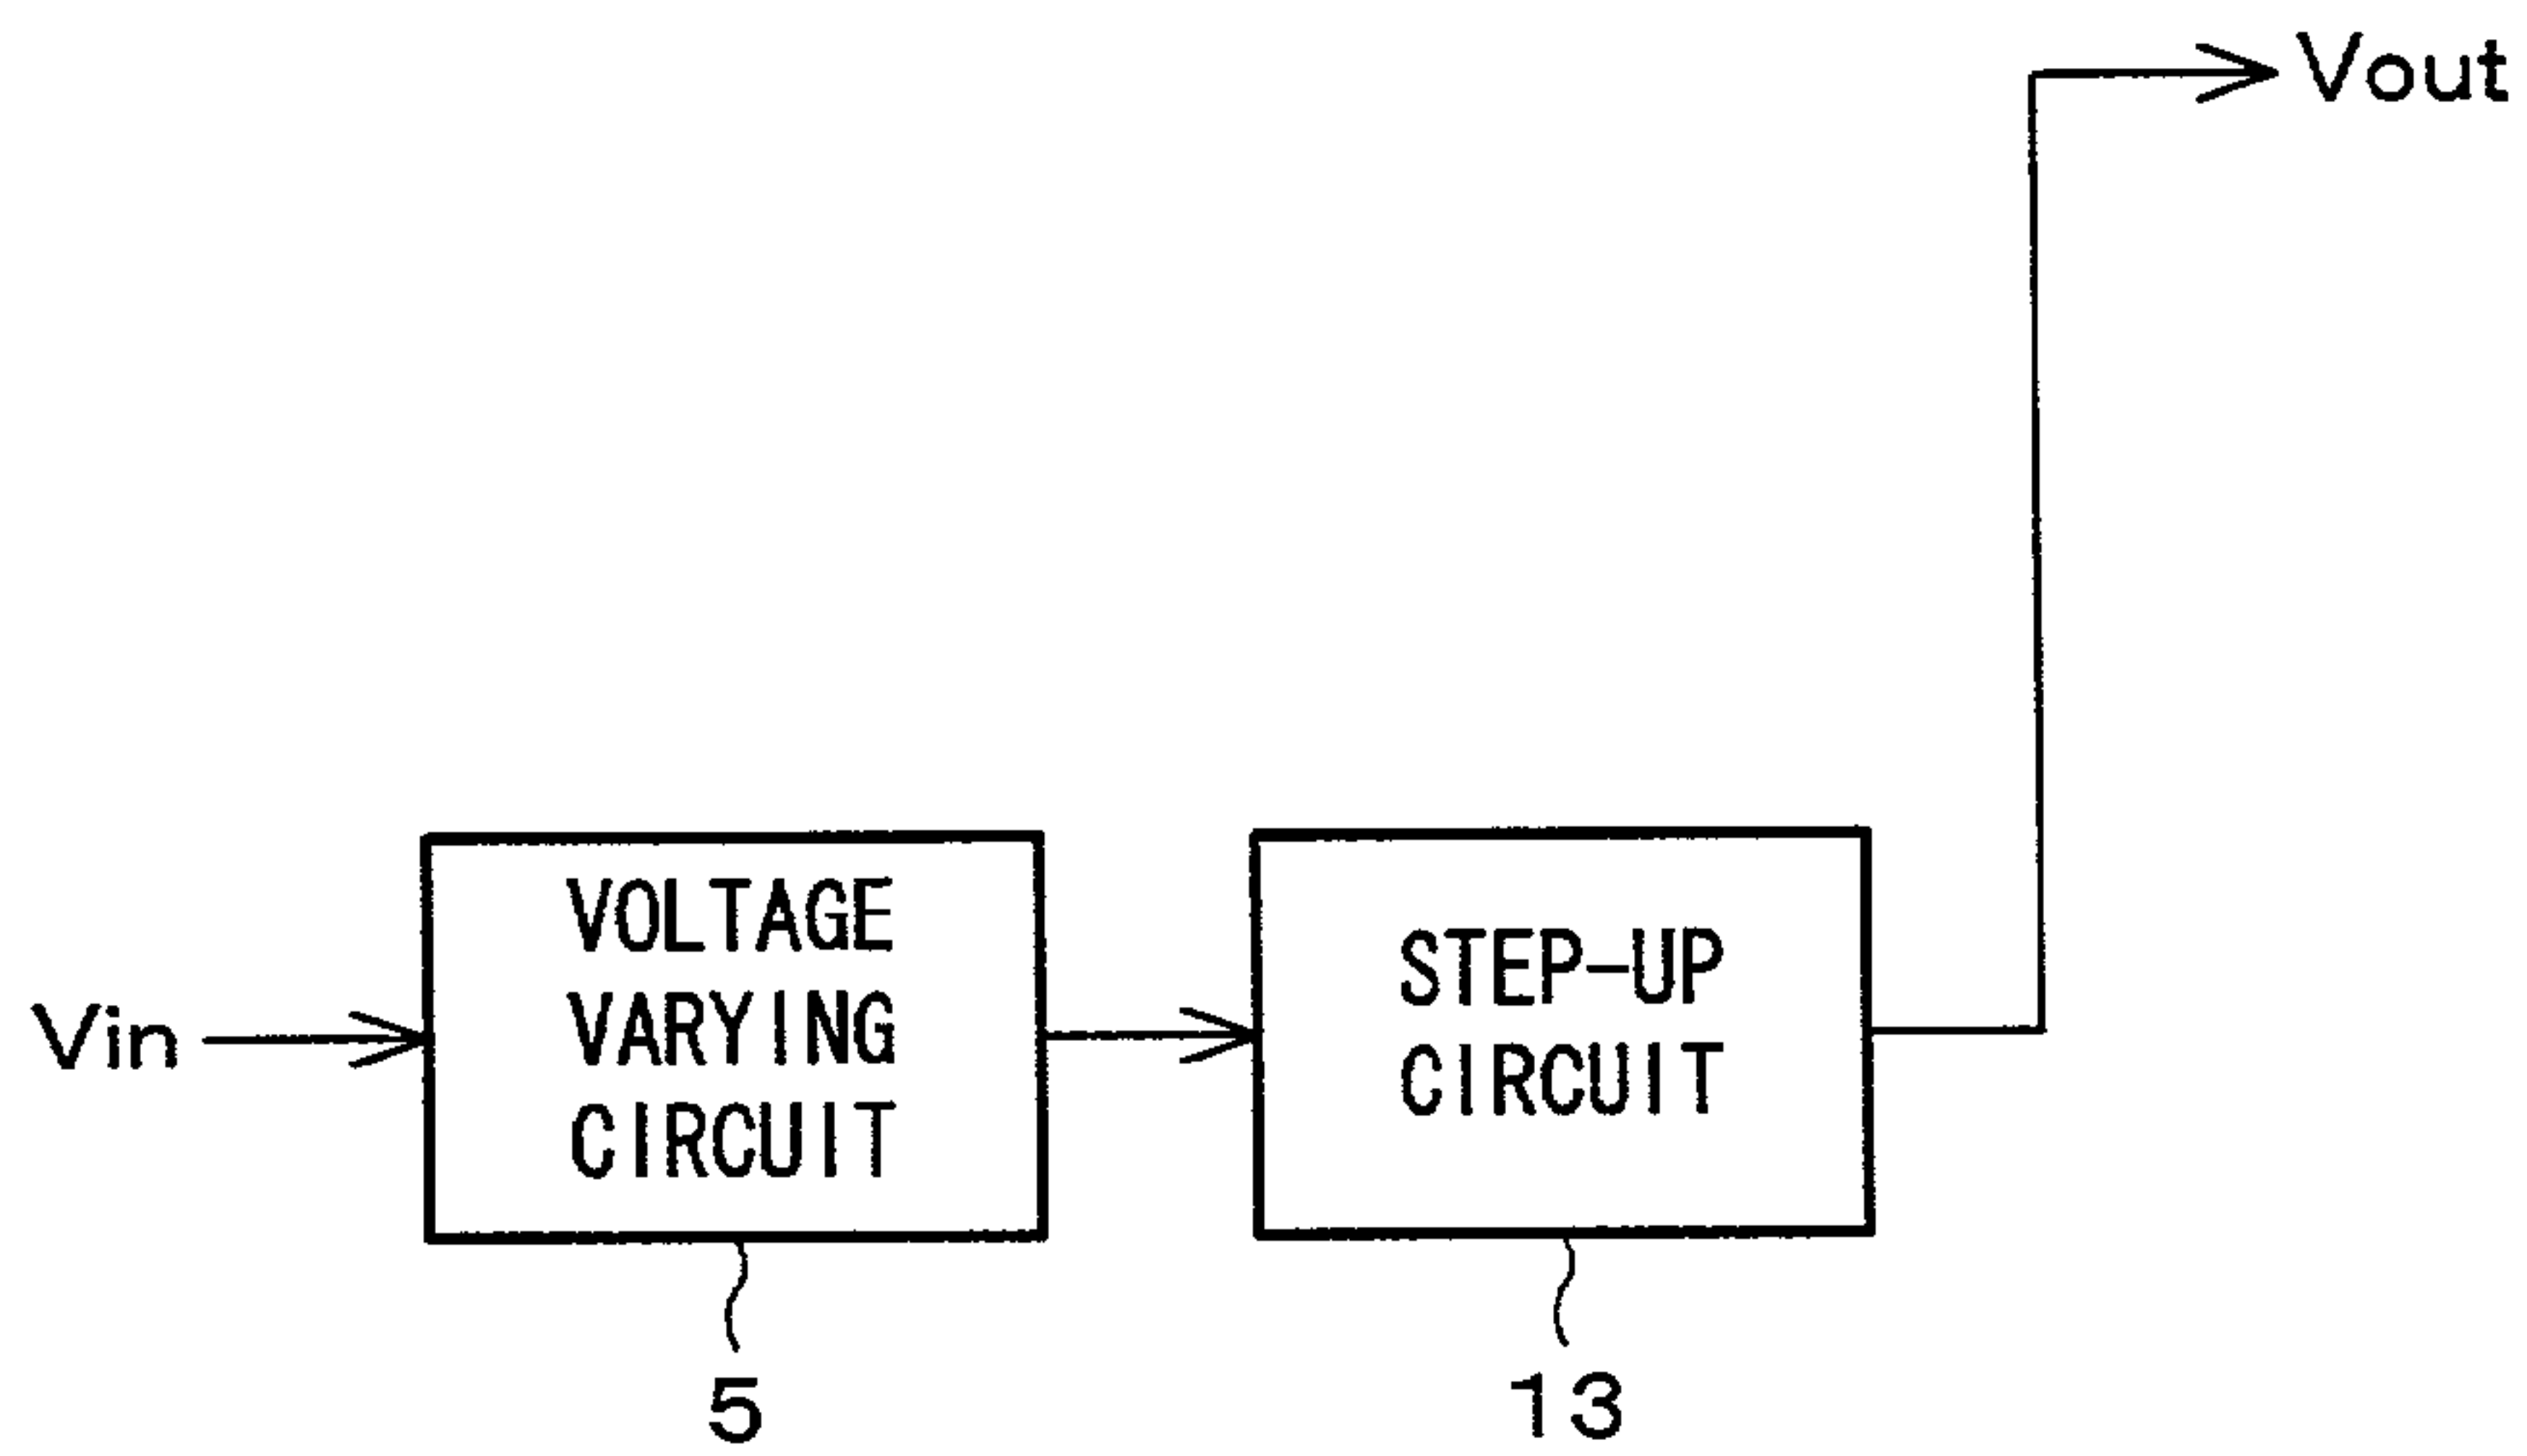 Vout
Vin
VOLTAGE
VARYING
CIRCUIT
STEP-UP
CIRCUIT
5
13